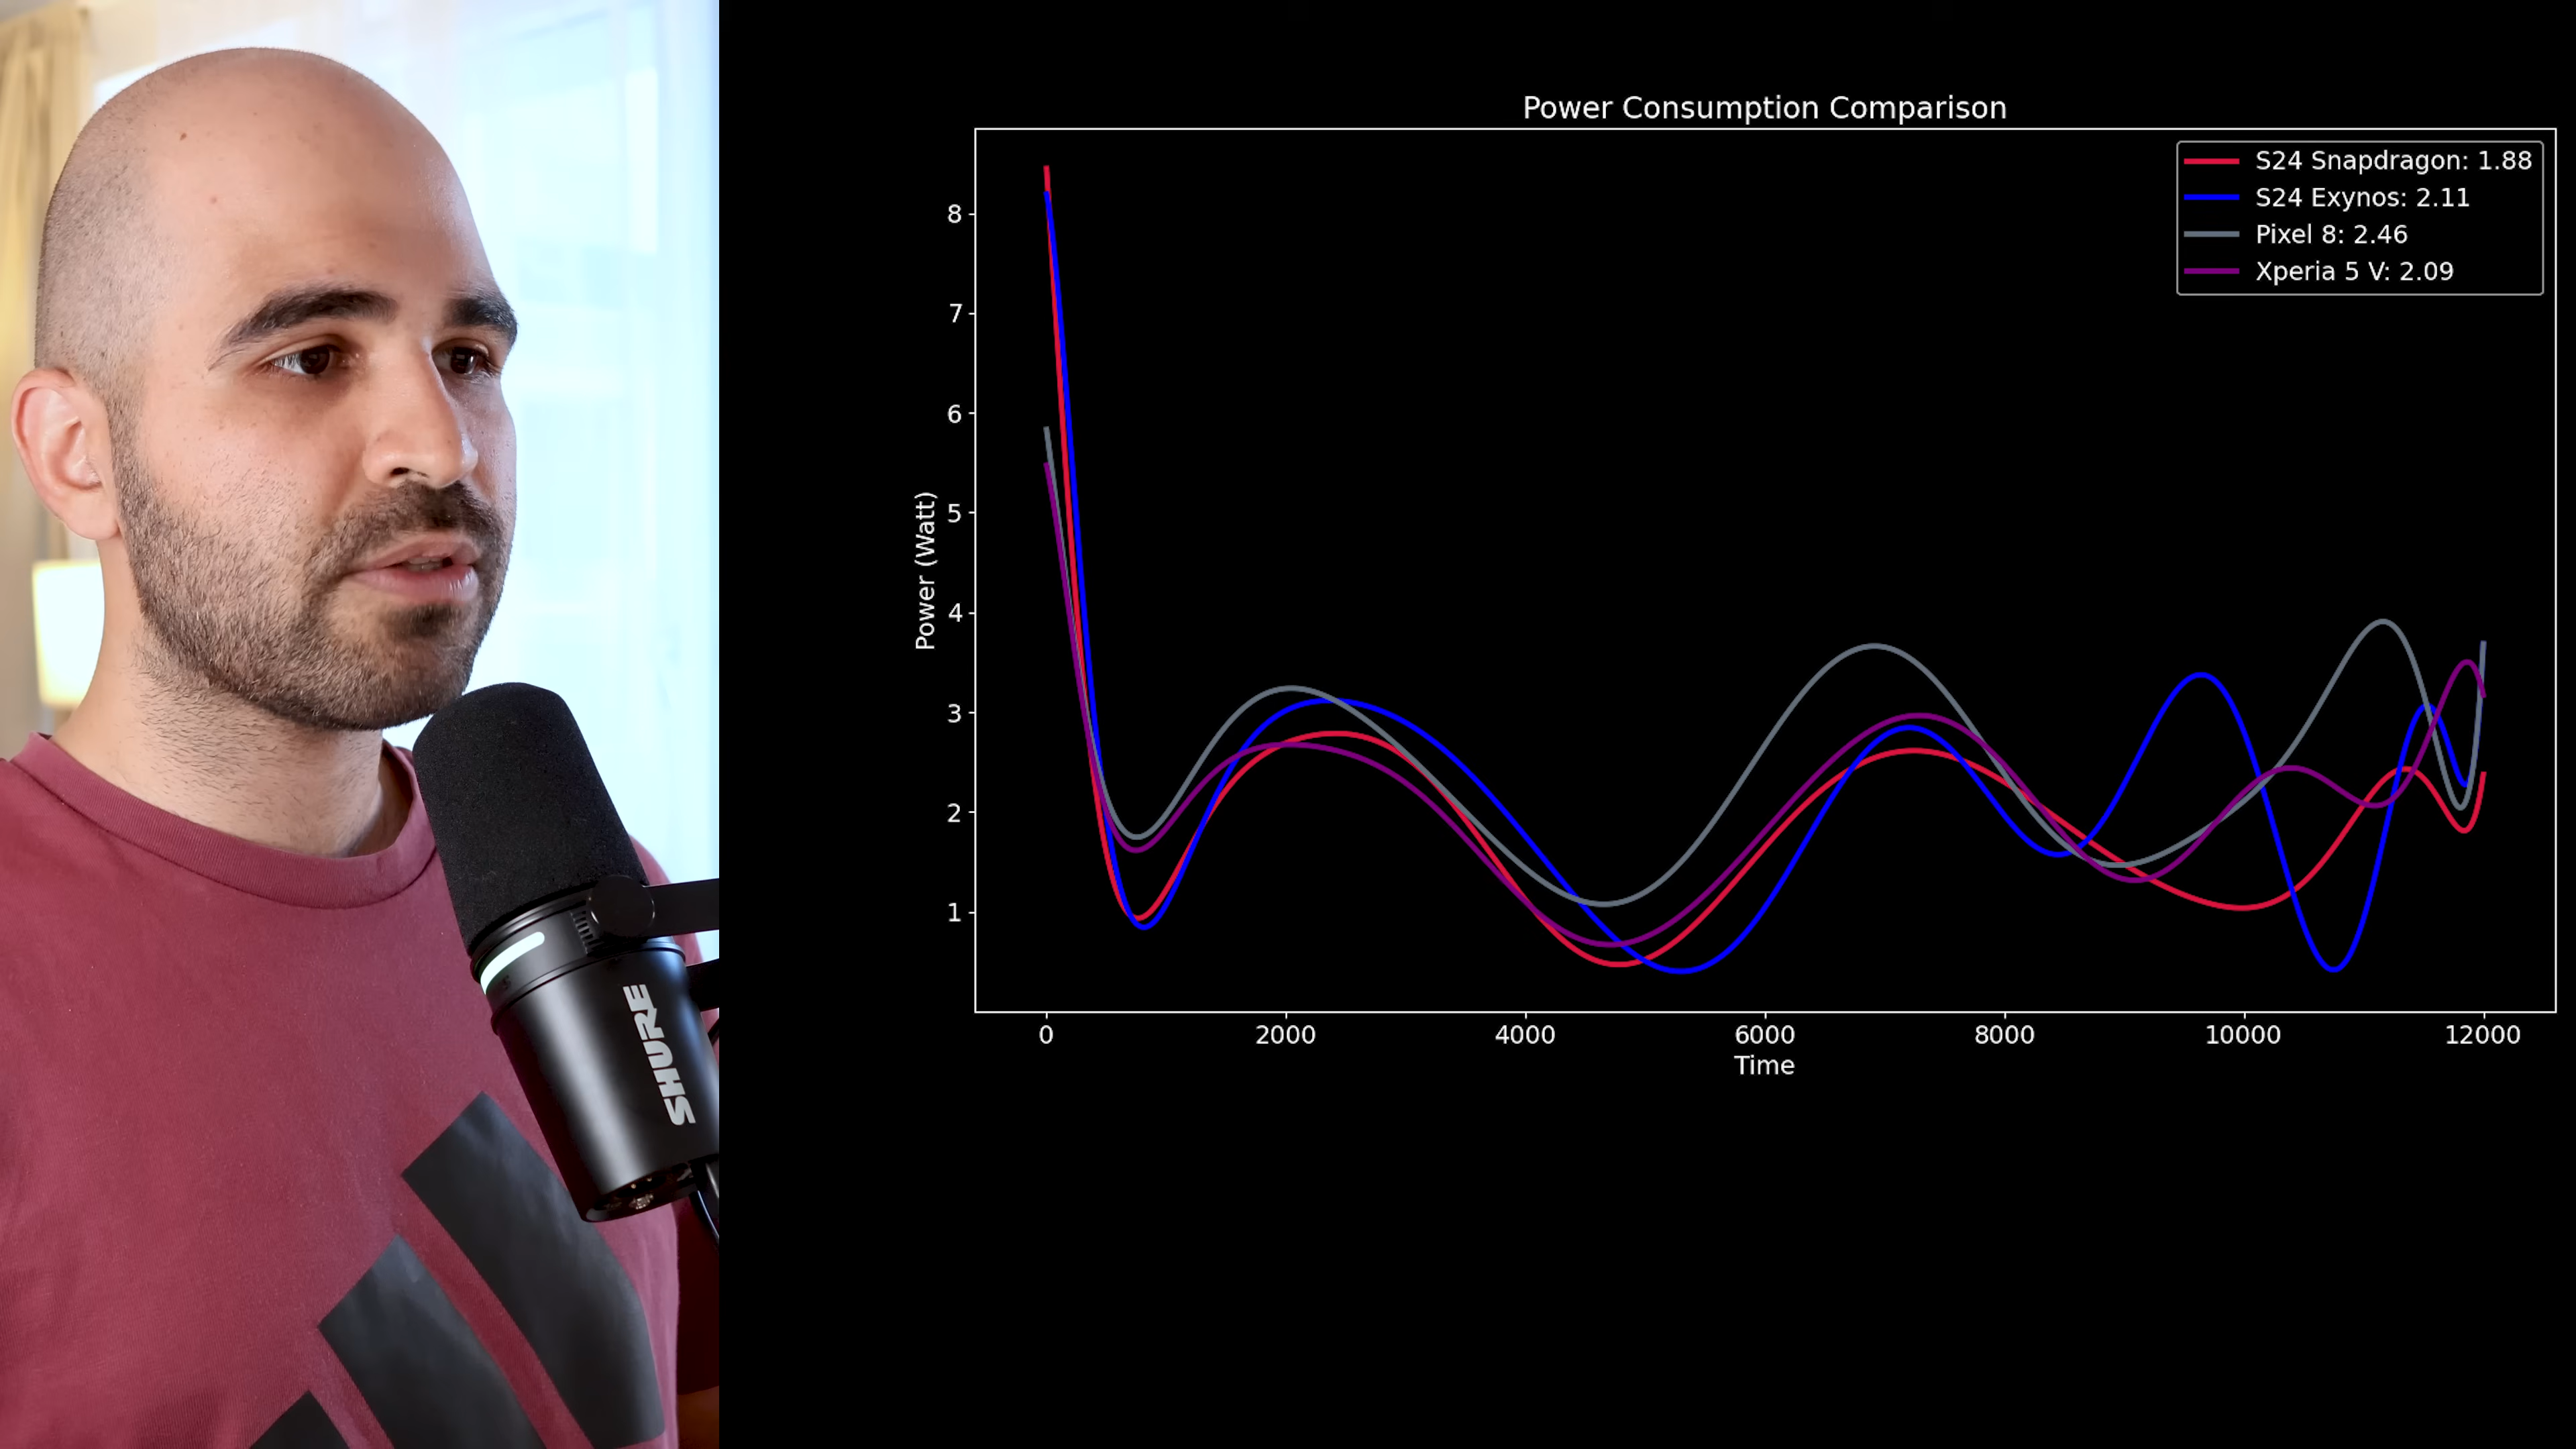 Power Consumption Comparison
S24 Snapdragon: 1.88
S24 Exynos: 2.11
Pixel 8: 2.46
Xperia 5 V: 2.09
8
7
6
5
4
3
2
1
Power (Watt)
0 2000 4000 6000 8000 10000 12000
Time
SHURE